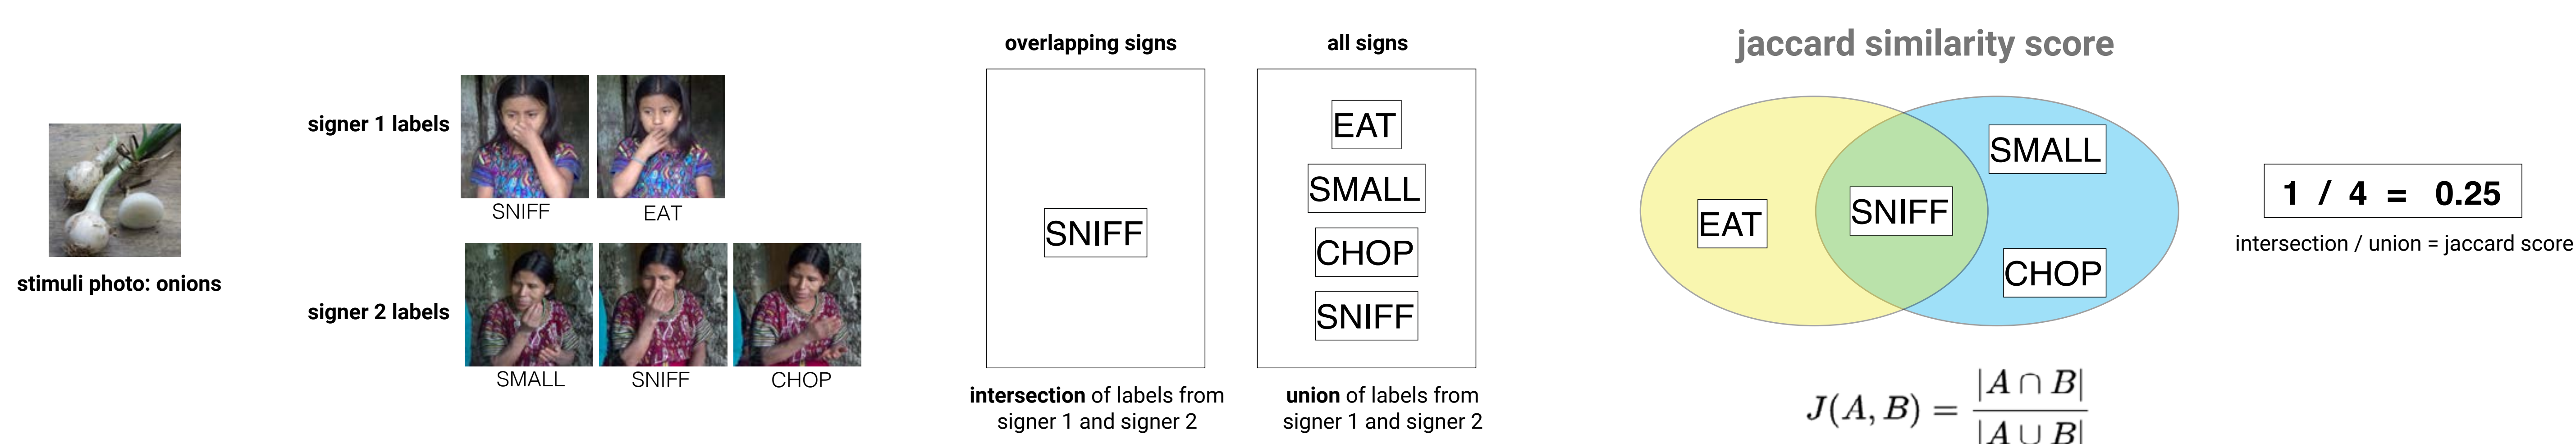 stimuli photo: onions
signer 1 labels
SNIFF
EAT
signer 2 labels
SMALL
SNIFF
CHOP
overlapping signs
SNIFF
intersection of labels from
signer 1 and signer 2
all signs
EAT
SMALL
CHOP
SNIFF
union of labels from
signer 1 and signer 2
jaccard similarity score
EAT
SNIFF
SMALL
CHOP
J(A, B) = |A ∩ B| / |A ∪ B|
1 / 4 = 0.25
intersection / union = jaccard score